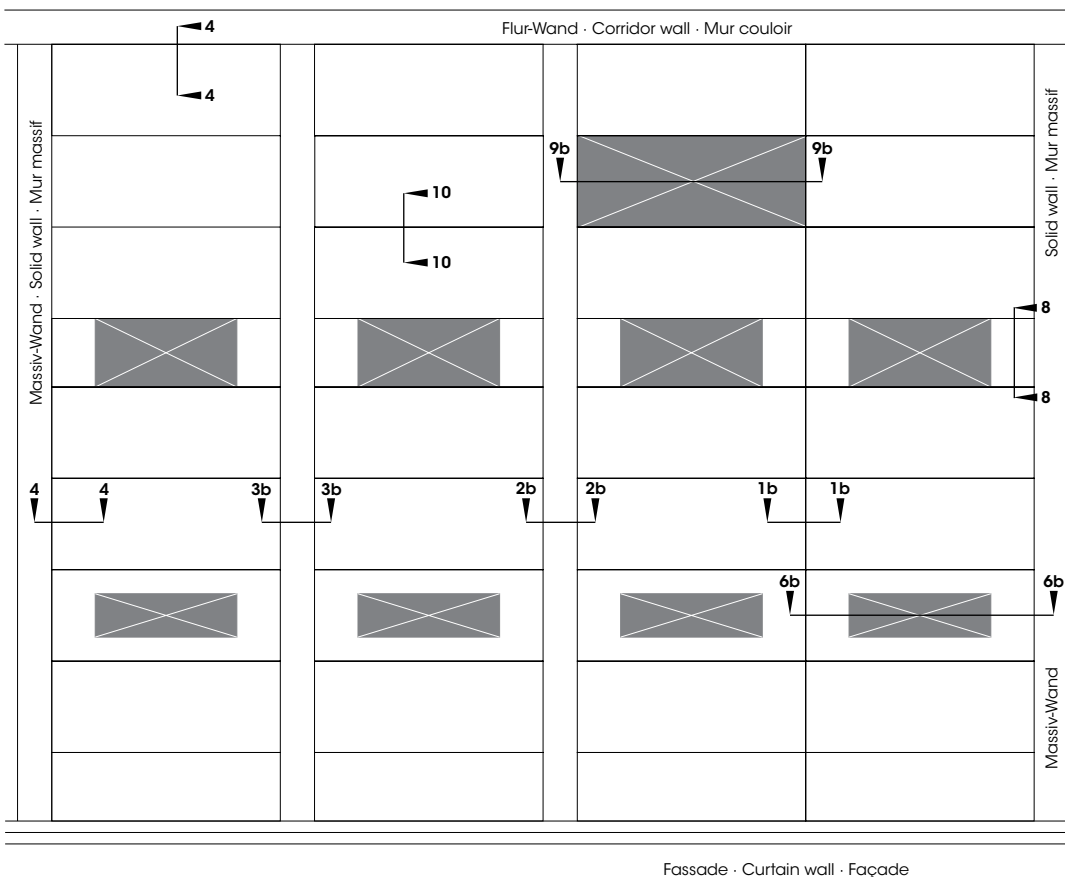 4
Flur-Wand · Corridor wall · Mur couloir
4
Massiv-Wand · Solid wall · Mur massif
Solid wall · Mur massif
9b 9b
10
10
8
8
4 4 3b 3b 2b 2b 1b 1b
6b 6b
Massiv-Wand
Fassade · Curtain wall · Façade